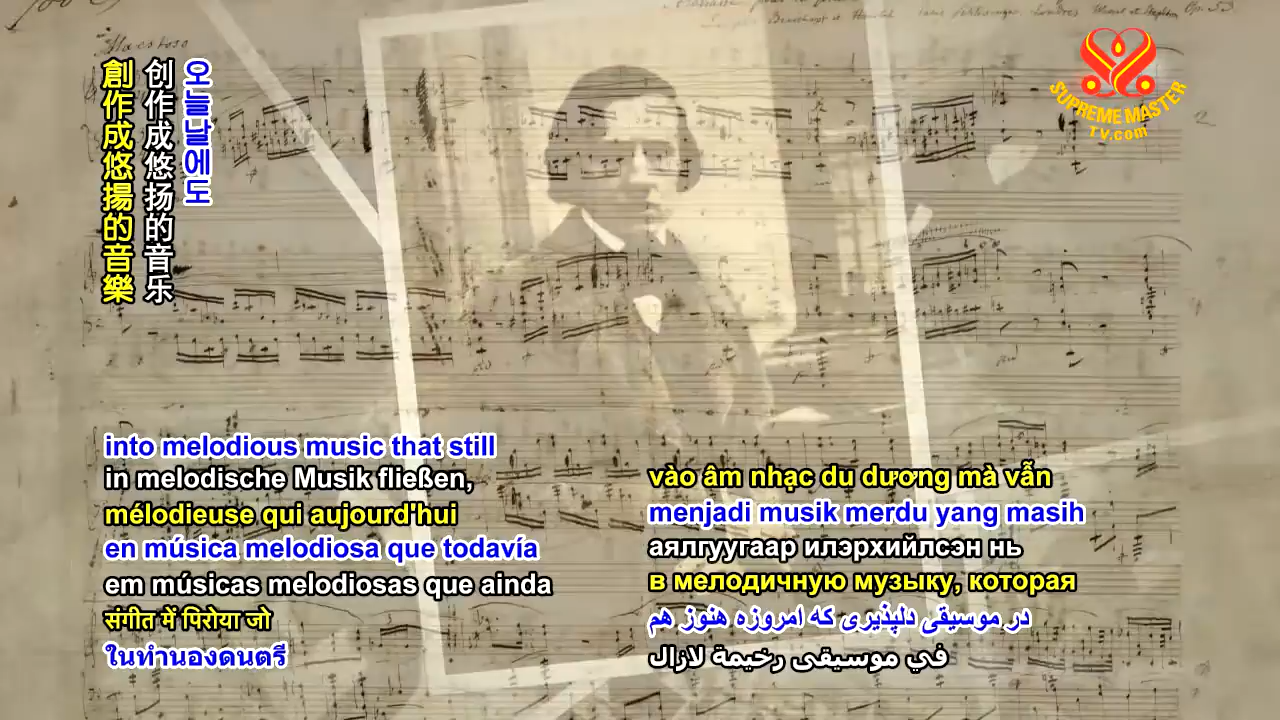 Maestoso
오늘날에도
创作成悠扬的音乐
創作成悠揚的音樂
SUPREME MASTER
TV.com
into melodious music that still
in melodische Musik fließen,
mélodieuse qui aujourd'hui
en música melodiosa que todavía
em músicas melodiosas que ainda
संगीत में पिरोया जो
ในทำนองดนตรี
vào âm nhạc du dương mà vẫn
menjadi musik merdu yang masih
аялгуугаар илэрхийлсэн нь
в мелодичную музыку, которая
در موسیقی دلپذیری که امروزه هنوز هم
في موسيقى رخيمة لازال